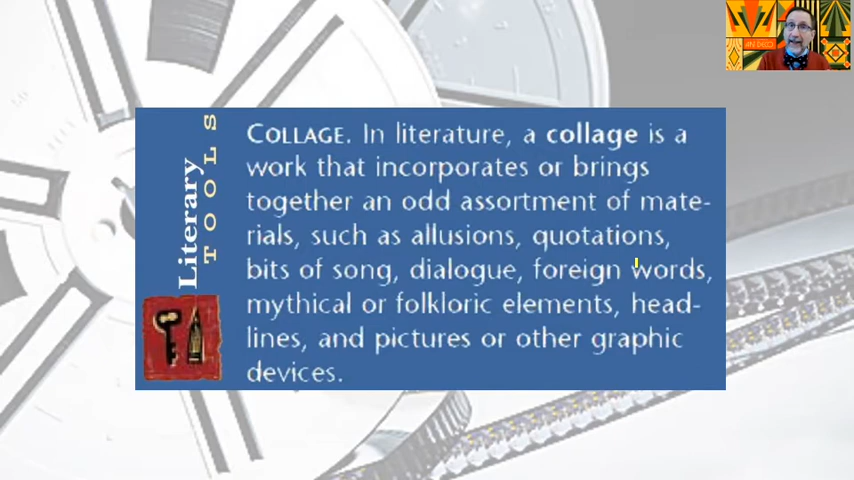 Literary
TOOLS
COLLAGE. In literature, a collage is a
work that incorporates or brings
together an odd assortment of mate-
rials, such as allusions, quotations,
bits of song, dialogue, foreign words,
mythical or folkloric elements, head-
lines, and pictures or other graphic
devices.